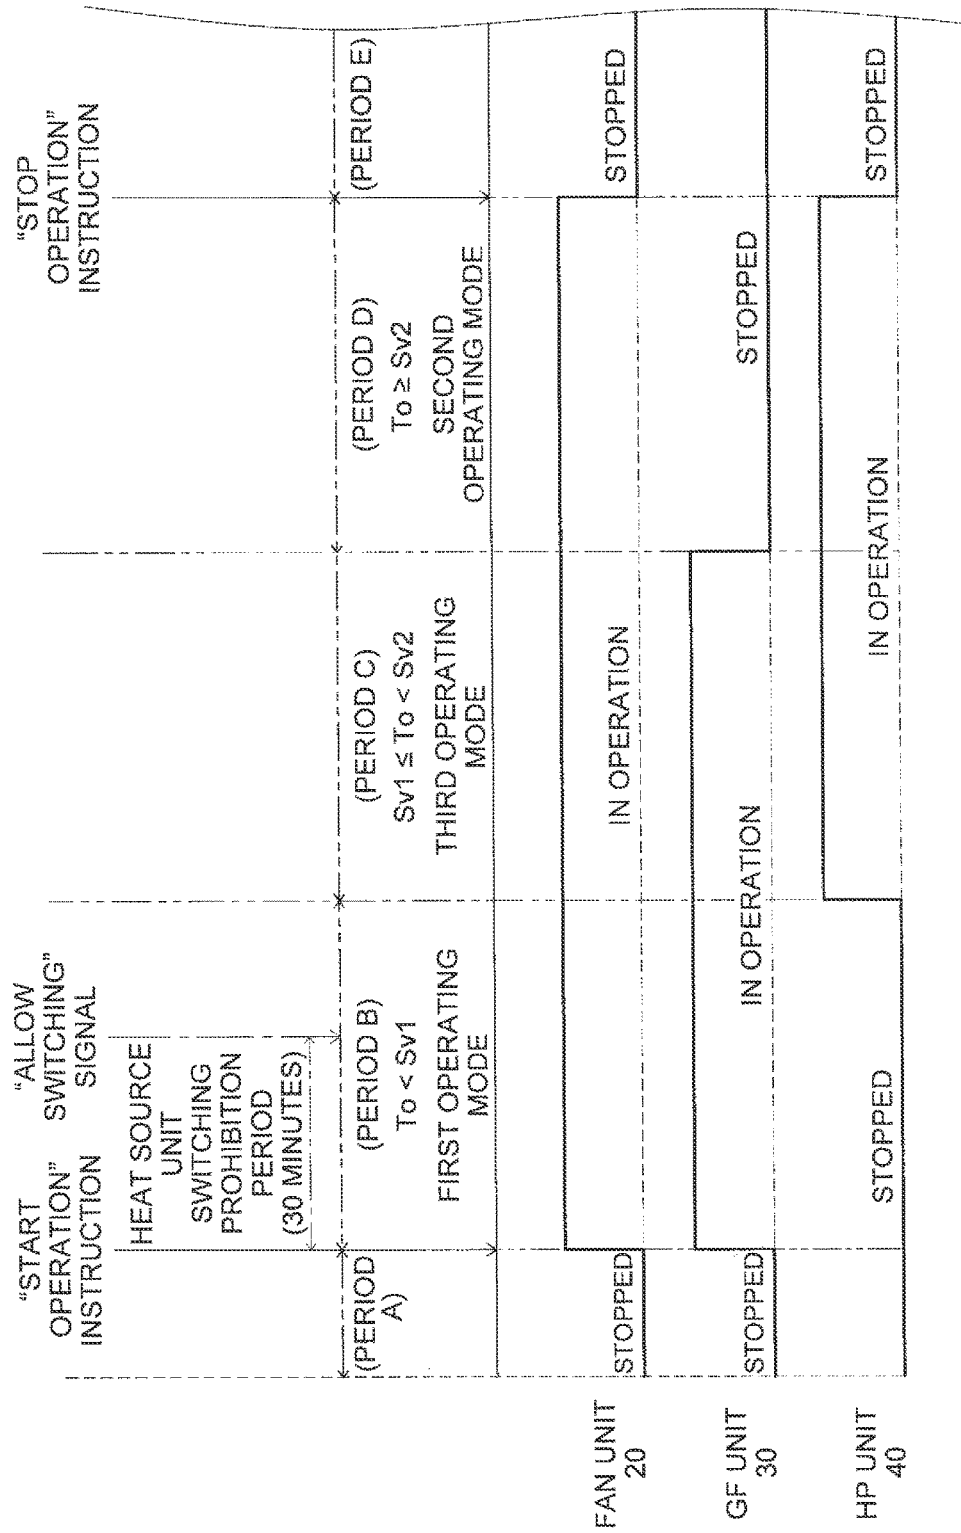 "START
OPERATION"
INSTRUCTION
"ALLOW
SWITCHING"
SIGNAL
"STOP
OPERATION"
INSTRUCTION
HEAT SOURCE
UNIT
SWITCHING
PROHIBITION
PERIOD
(30 MINUTES)
(PERIOD
A)
(PERIOD B)
To < Sv1
FIRST OPERATING
MODE
(PERIOD C)
Sv1 ≤ To < Sv2
THIRD OPERATING
MODE
(PERIOD D)
To ≥ Sv2
SECOND
OPERATING MODE
(PERIOD E)
FAN UNIT
20
STOPPED
IN OPERATION
STOPPED
GF UNIT
30
STOPPED
IN OPERATION
STOPPED
HP UNIT
40
STOPPED
IN OPERATION
STOPPED